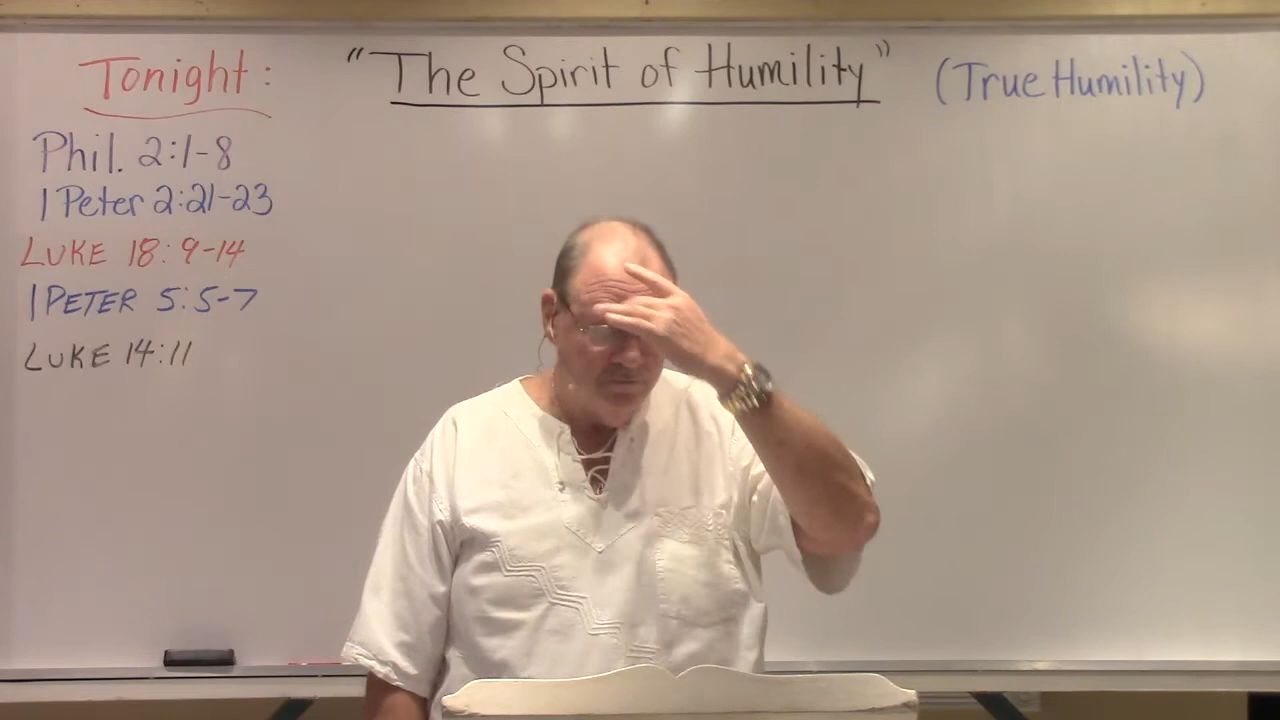 Tonight: "The Spirit of Humility" (True Humility)
Phil. 2:1-8
1 Peter 2:21-23
LUKE 18:9-14
1 PETER 5:5-7
LUKE 14:11